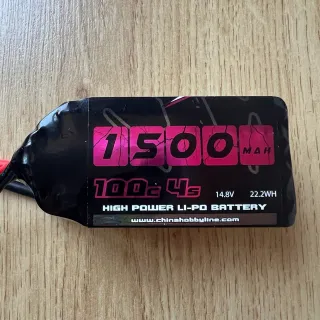 1500 MAH
100c 4s 14.8V 22.2WH
HIGH POWER LI-PO BATTERY
www.chinahobbyline.com